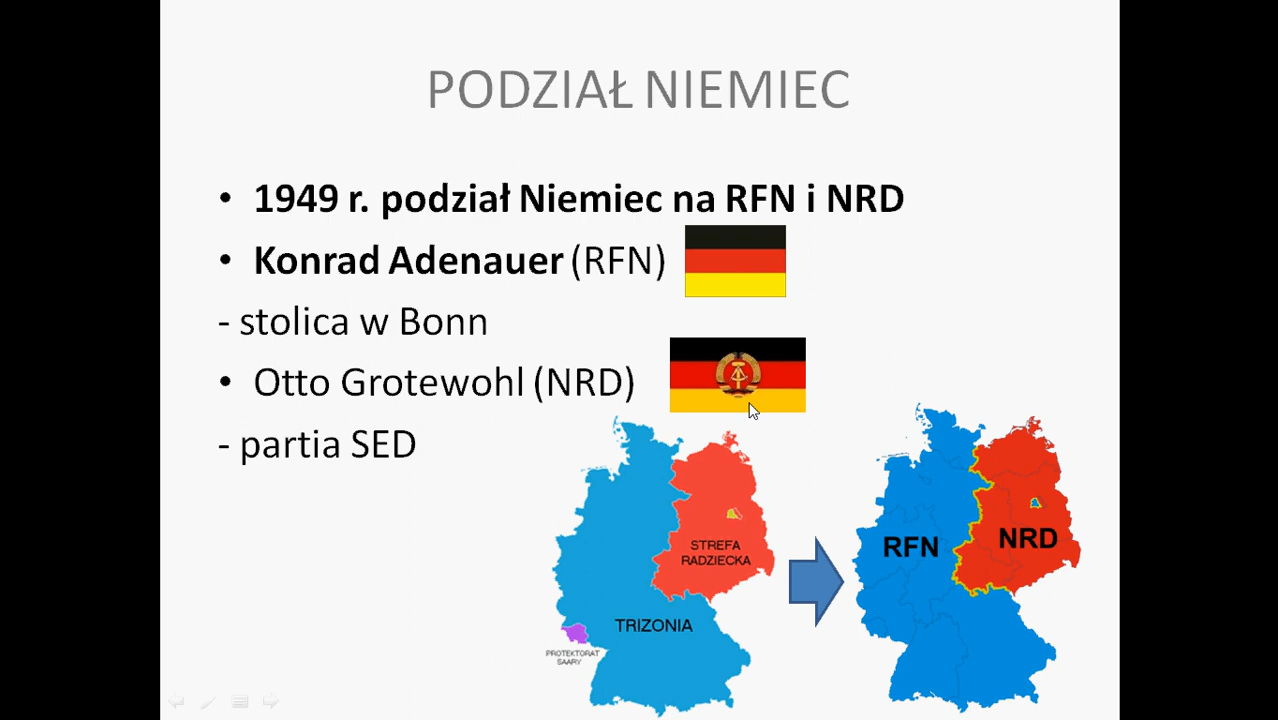 PODZIAŁ NIEMIEC
• 1949 r. podział Niemiec na RFN i NRD
• Konrad Adenauer (RFN)
- stolica w Bonn
• Otto Grotewohl (NRD)
- partia SED
STREFA
RADZIECKA
TRIZONIA
PROTEKTORAT
SAARY
RFN
NRD